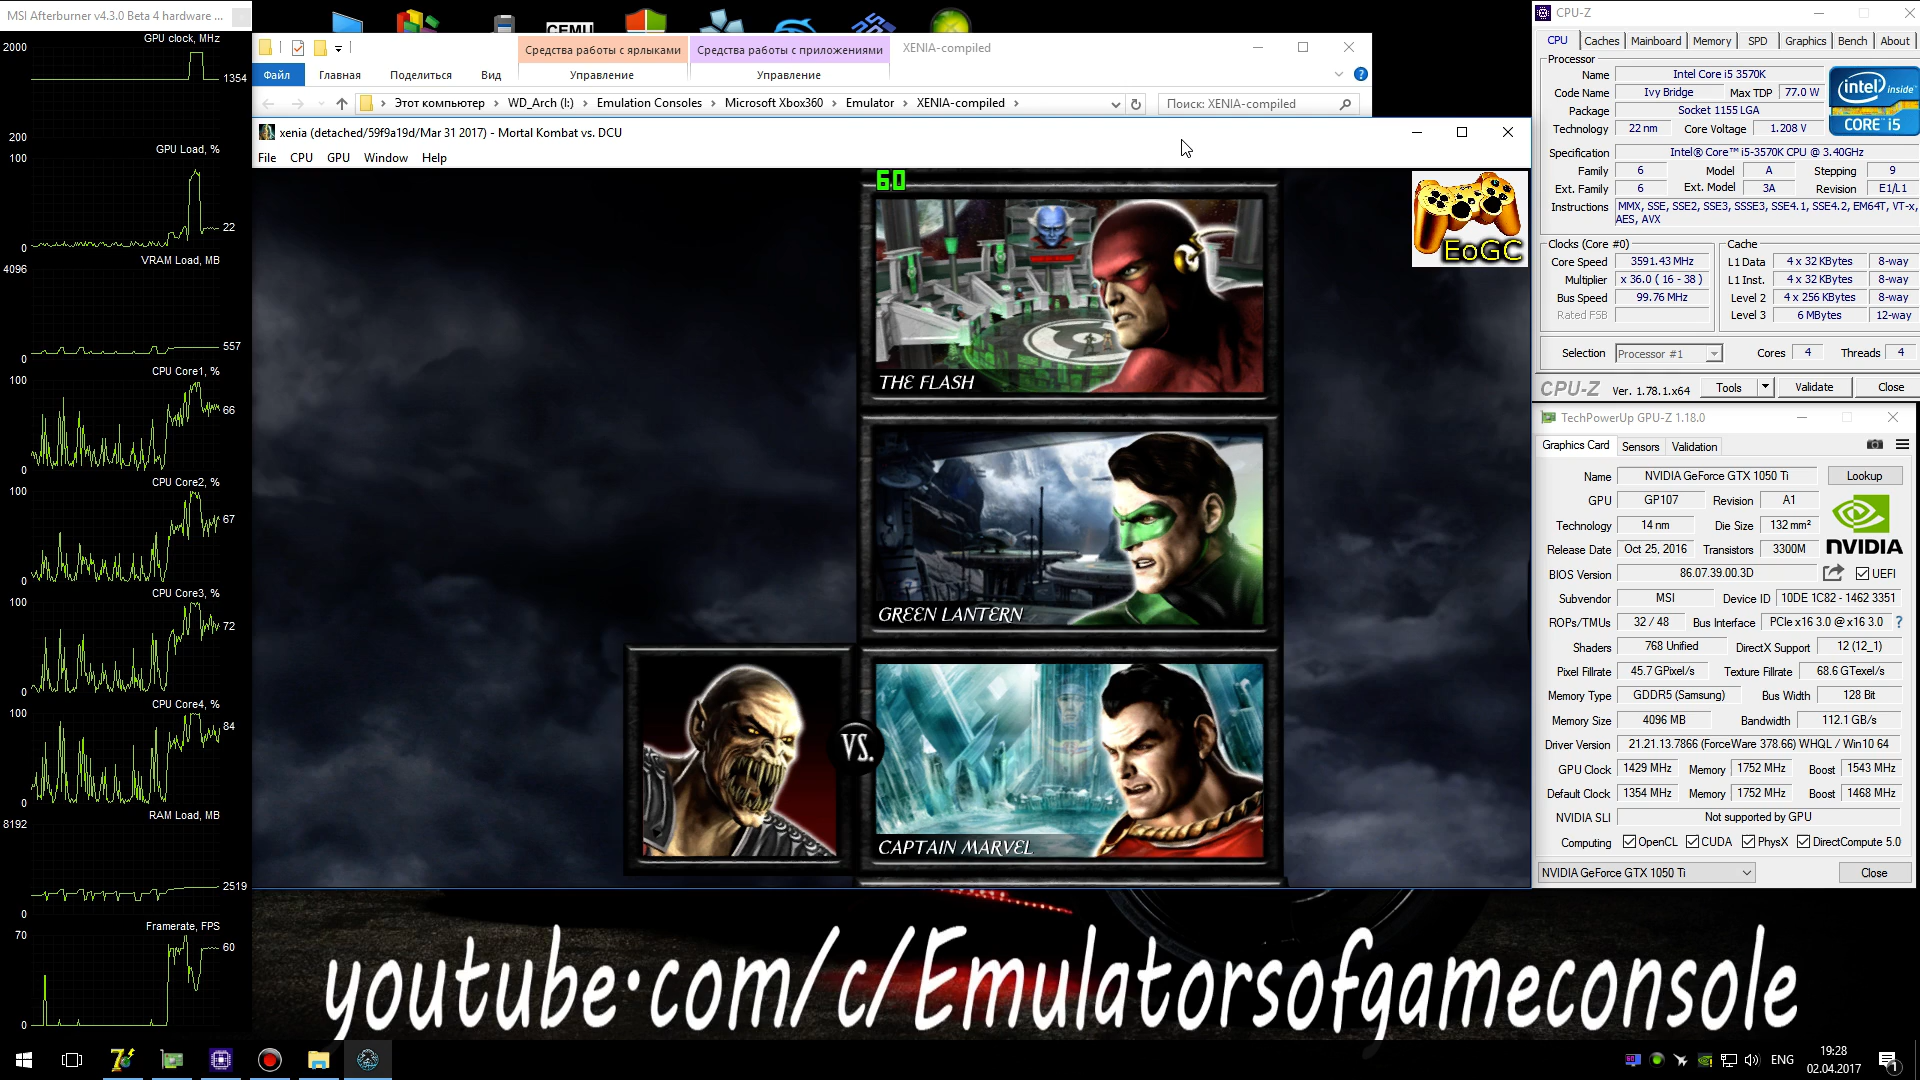 MSI Afterburner v4.3.0 Beta 4 hardware ...
GPU clock, MHz
2000
1354
200
GPU Load, %
100
22
0
VRAM Load, MB
4096
557
0
CPU Core1, %
100
66
0
CPU Core2, %
100
67
0
CPU Core3, %
100
72
0
CPU Core4, %
100
84
0
RAM Load, MB
8192
2519
0
Framerate, FPS
70
60
0
CEMU
Средства работы с ярлыками
Средства работы с приложениями
XENIA-compiled
Файл
Главная
Поделиться
Вид
Управление
Управление
Этот компьютер
WD_Arch (I:)
Emulation Consoles
Microsoft Xbox360
Emulator
XENIA-compiled
Поиск: XENIA-compiled
xenia (detached/59f9a19d/Mar 31 2017) - Mortal Kombat vs. DCU
File CPU GPU Window Help
60
EoGC
THE FLASH
GREEN LANTERN
VS.
CAPTAIN MARVEL
youtube.com/c/Emulatorsofgameconsole
CPU-Z
CPU Caches Mainboard Memory SPD Graphics Bench About
Processor
Name Intel Core i5 3570K
Code Name Ivy Bridge Max TDP 77.0 W
Package Socket 1155 LGA
Technology 22 nm Core Voltage 1.208 V
intel inside™
CORE i5
Specification Intel® Core™ i5-3570K CPU @ 3.40GHz
Family 6 Model A Stepping 9
Ext. Family 6 Ext. Model 3A Revision E1/L1
Instructions MMX, SSE, SSE2, SSE3, SSSE3, SSE4.1, SSE4.2, EM64T, VT-x,
AES, AVX
Clocks (Core #0)
Core Speed 3591.43 MHz
Multiplier x 36.0 ( 16 - 38 )
Bus Speed 99.76 MHz
Rated FSB
Cache
L1 Data 4 x 32 KBytes 8-way
L1 Inst. 4 x 32 KBytes 8-way
Level 2 4 x 256 KBytes 8-way
Level 3 6 MBytes 12-way
Selection Processor #1 Cores 4 Threads 4
CPU-Z Ver. 1.78.1.x64 Tools Validate Close
TechPowerUp GPU-Z 1.18.0
Graphics Card Sensors Validation
Name NVIDIA GeForce GTX 1050 Ti Lookup
GPU GP107 Revision A1
Technology 14 nm Die Size 132 mm²
Release Date Oct 25, 2016 Transistors 3300M
NVIDIA
BIOS Version 86.07.39.00.3D UEFI
Subvendor MSI Device ID 10DE 1C82 - 1462 3351
ROPs/TMUs 32 / 48 Bus Interface PCIe x16 3.0 @ x16 3.0 ?
Shaders 768 Unified DirectX Support 12 (12_1)
Pixel Fillrate 45.7 GPixel/s Texture Fillrate 68.6 GTexel/s
Memory Type GDDR5 (Samsung) Bus Width 128 Bit
Memory Size 4096 MB Bandwidth 112.1 GB/s
Driver Version 21.21.13.7866 (ForceWare 378.66) WHQL / Win10 64
GPU Clock 1429 MHz Memory 1752 MHz Boost 1543 MHz
Default Clock 1354 MHz Memory 1752 MHz Boost 1468 MHz
NVIDIA SLI Not supported by GPU
Computing OpenCL CUDA PhysX DirectCompute 5.0
NVIDIA GeForce GTX 1050 Ti Close
ENG
19:28
02.04.2017
1